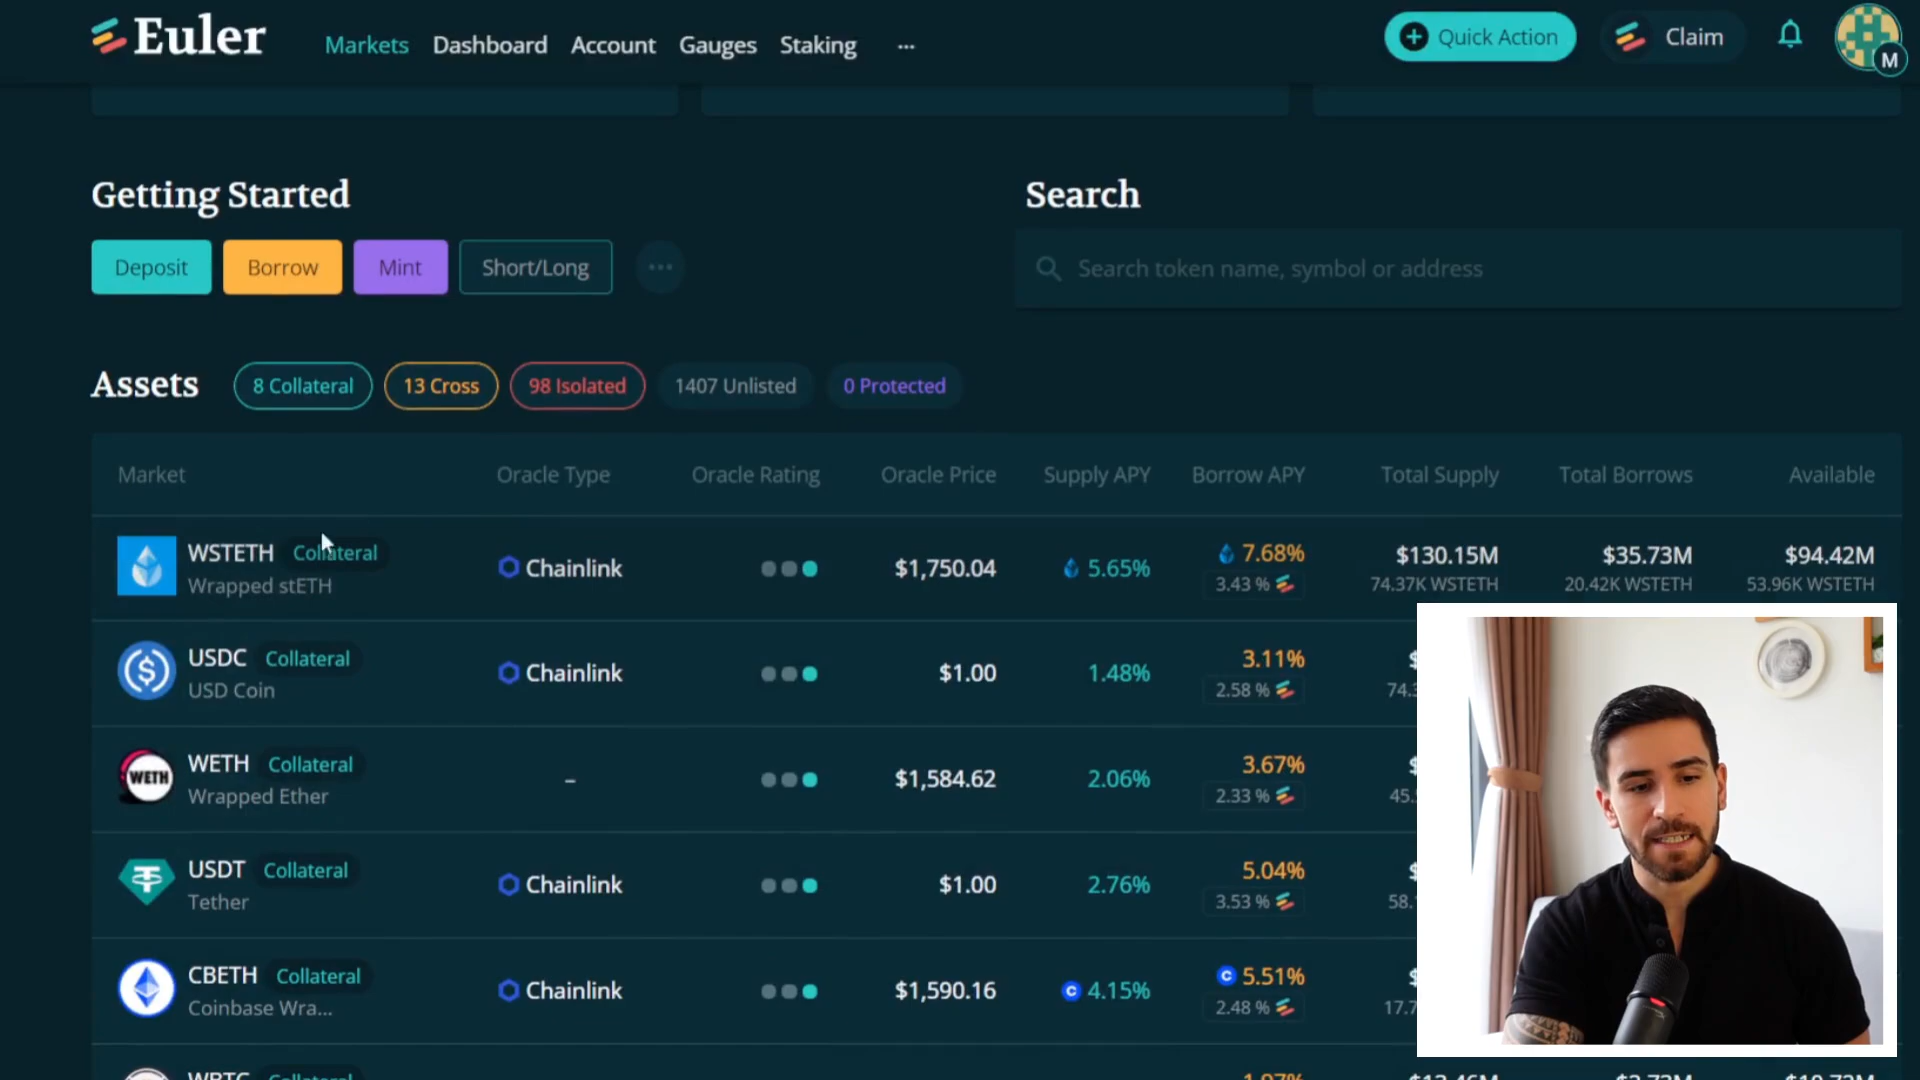 Euler Markets Dashboard Account Gauges Staking ... Quick Action Claim M
Getting Started Search
Deposit Borrow Mint Short/Long ... Search token name, symbol or address
Assets 8 Collateral 13 Cross 98 Isolated 1407 Unlisted 0 Protected
Market Oracle Type Oracle Rating Oracle Price Supply APY Borrow APY Total Supply Total Borrows Available
WSTETH Collateral Chainlink $1,750.04 5.65% 7.68% $130.15M $35.73M $94.42M
Wrapped stETH 3.43 % 74.37K WSTETH 20.42K WSTETH 53.96K WSTETH
USDC Collateral Chainlink $1.00 1.48% 3.11% $
USD Coin 2.58 %
WETH WETH Collateral – $1,584.62 2.06% 3.67% $
Wrapped Ether 2.33 %
USDT Collateral Chainlink $1.00 2.76% 5.04% $
Tether 3.53 %
CBETH Collateral Chainlink $1,590.16 4.15% 5.51% $
Coinbase Wra... 2.48 %
WBTC Collateral